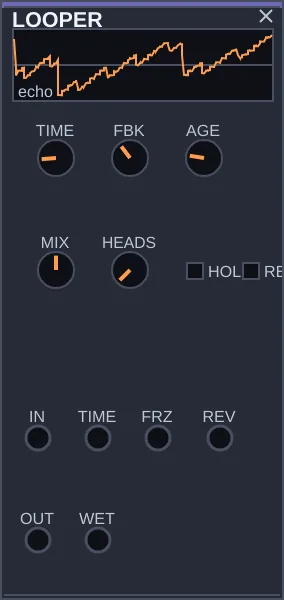 LOOPER
echo
TIME FBK AGE
MIX HEADS HOL RE
IN TIME FRZ REV
OUT WET